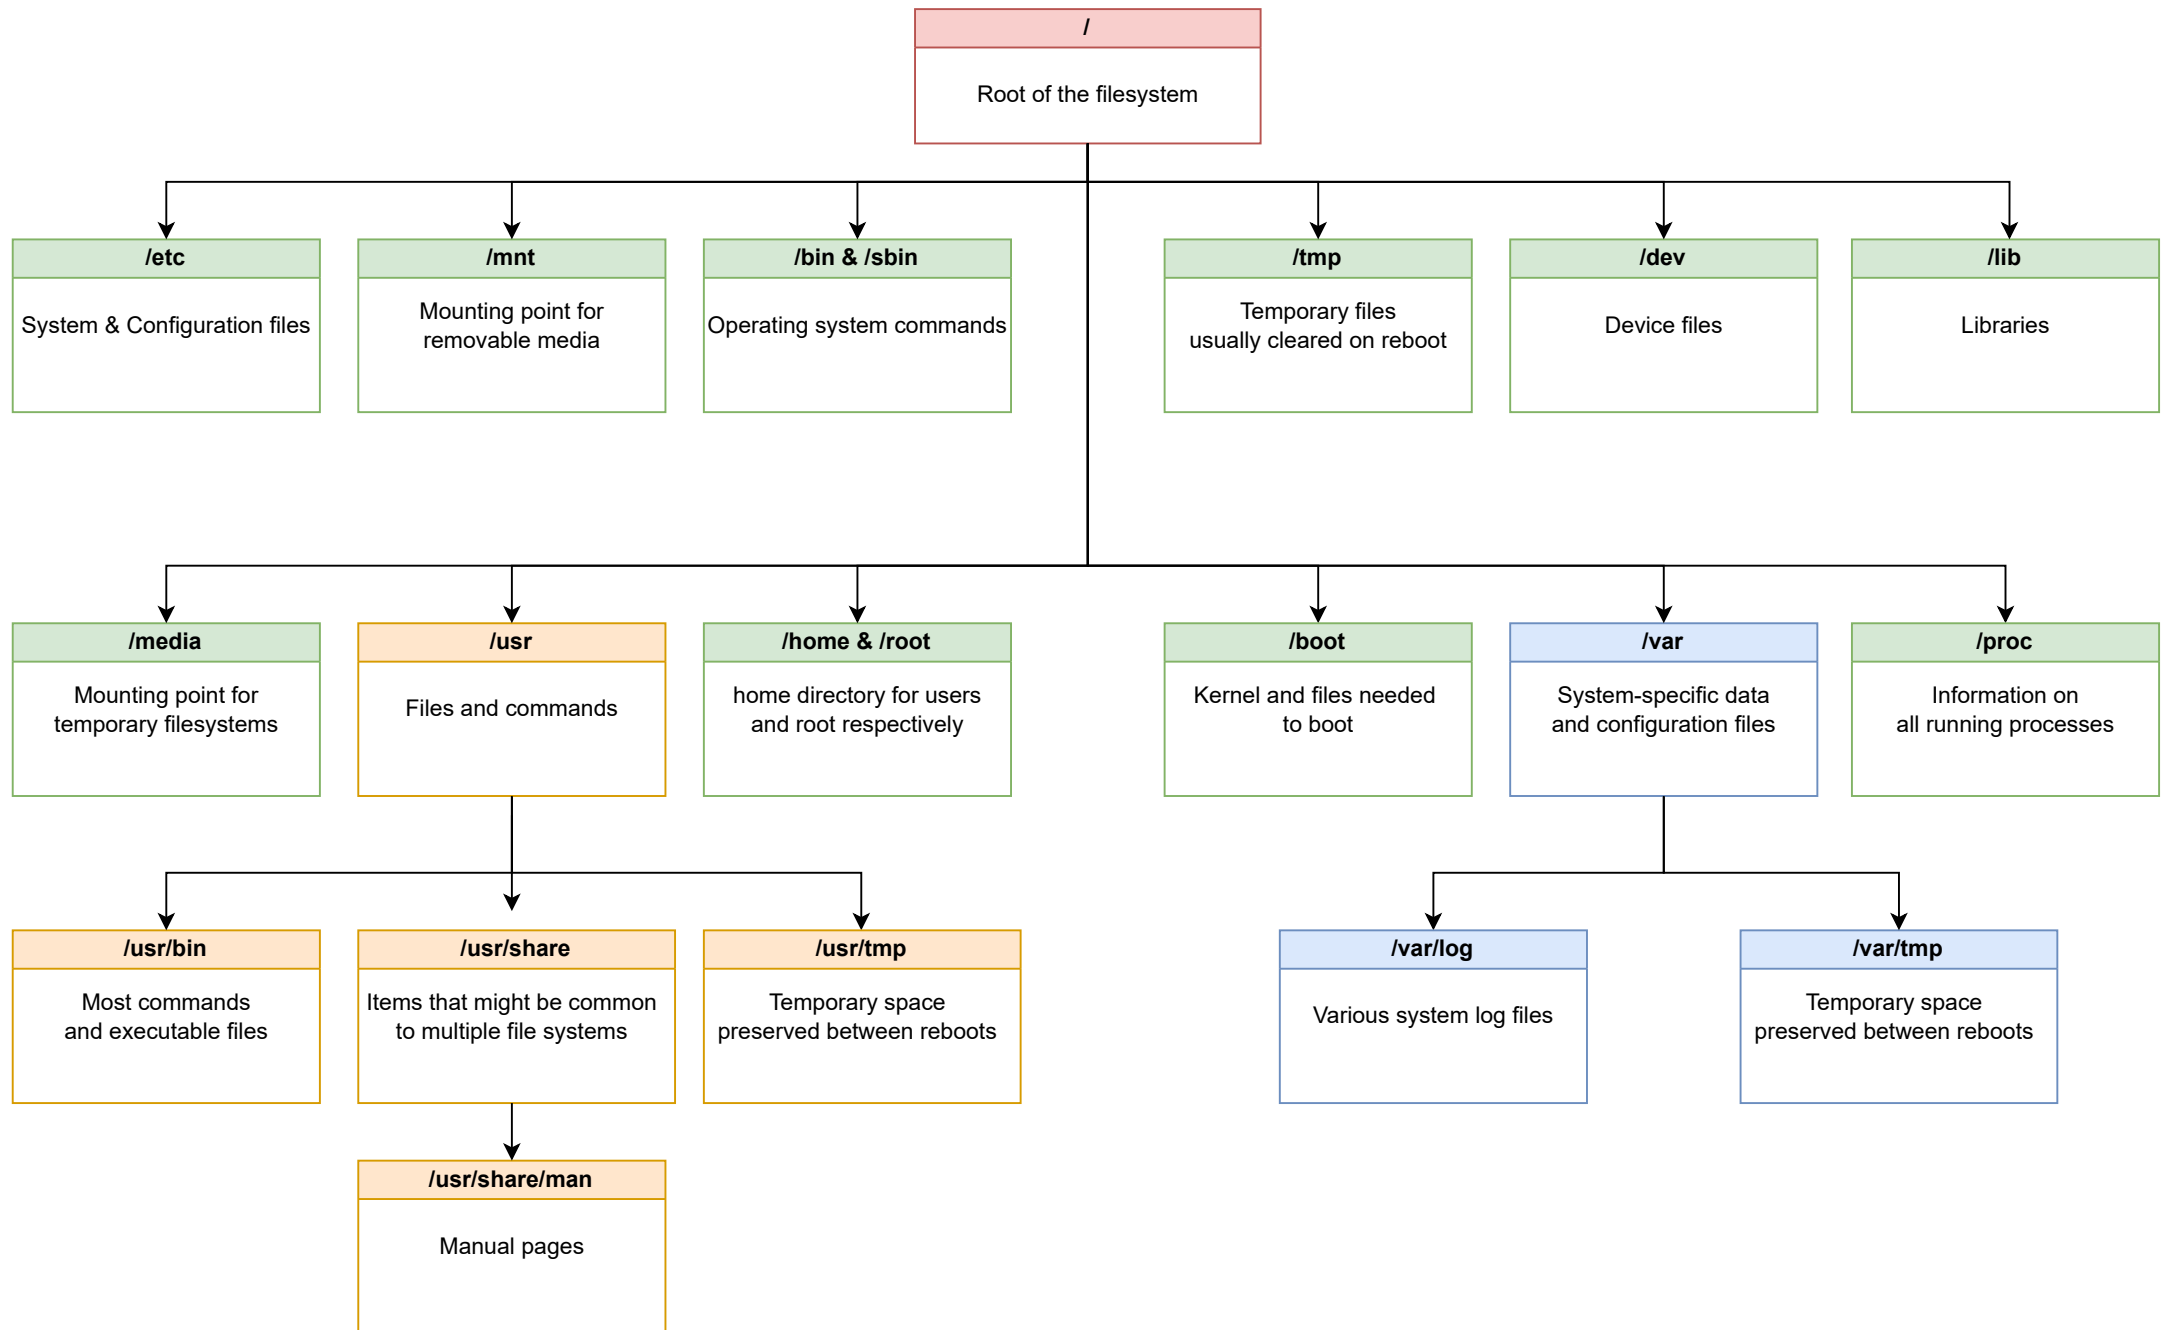 /
Root of the filesystem
/etc
System & Configuration files
/mnt
Mounting point for
removable media
/bin & /sbin
Operating system commands
/tmp
Temporary files
usually cleared on reboot
/dev
Device files
/lib
Libraries
/media
Mounting point for
temporary filesystems
/usr
Files and commands
/home & /root
home directory for users
and root respectively
/boot
Kernel and files needed
to boot
/var
System-specific data
and configuration files
/proc
Information on
all running processes
/usr/bin
Most commands
and executable files
/usr/share
Items that might be common
to multiple file systems
/usr/tmp
Temporary space
preserved between reboots
/var/log
Various system log files
/var/tmp
Temporary space
preserved between reboots
/usr/share/man
Manual pages